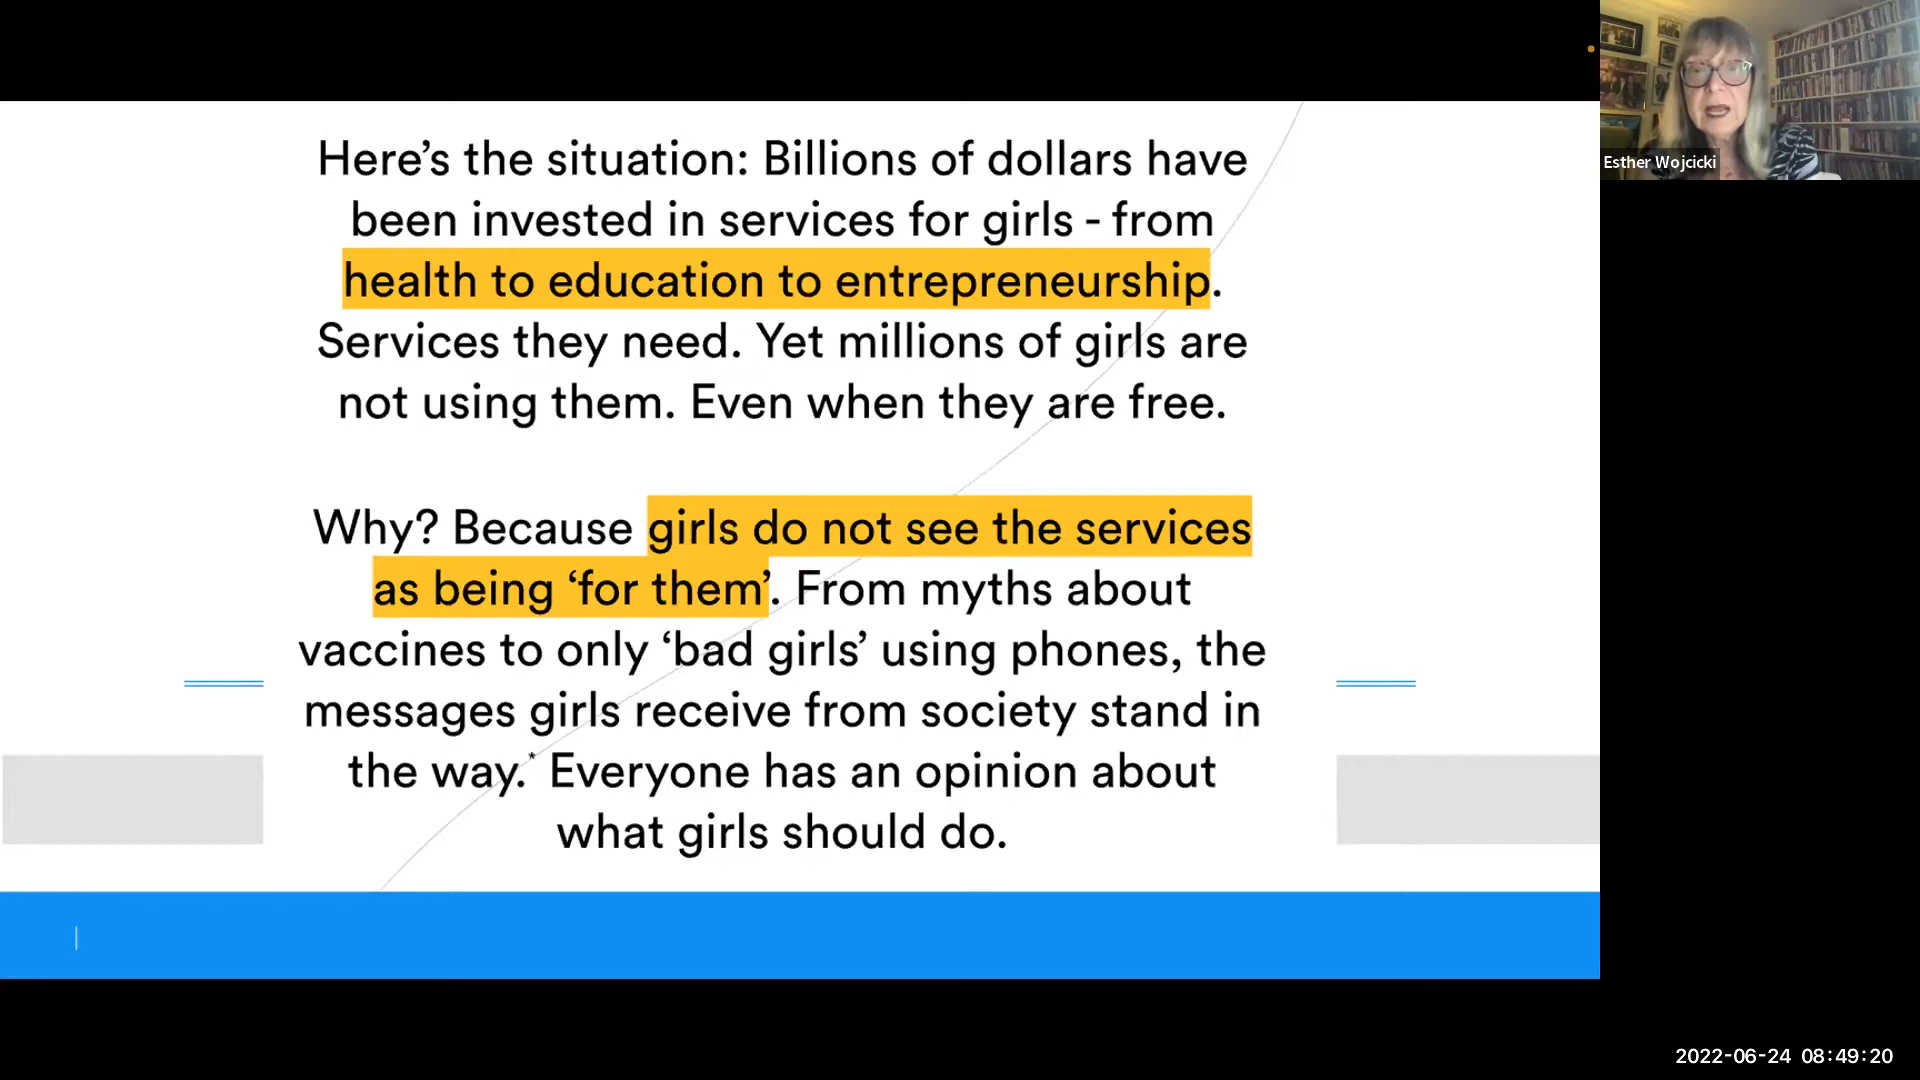 Here’s the situation: Billions of dollars have
been invested in services for girls - from
health to education to entrepreneurship.
Services they need. Yet millions of girls are
not using them. Even when they are free.
Why? Because girls do not see the services
as being ‘for them’. From myths about
vaccines to only ‘bad girls’ using phones, the
messages girls receive from society stand in
the way.* Everyone has an opinion about
what girls should do.
Esther Wojcicki
2022-06-24 08:49:20